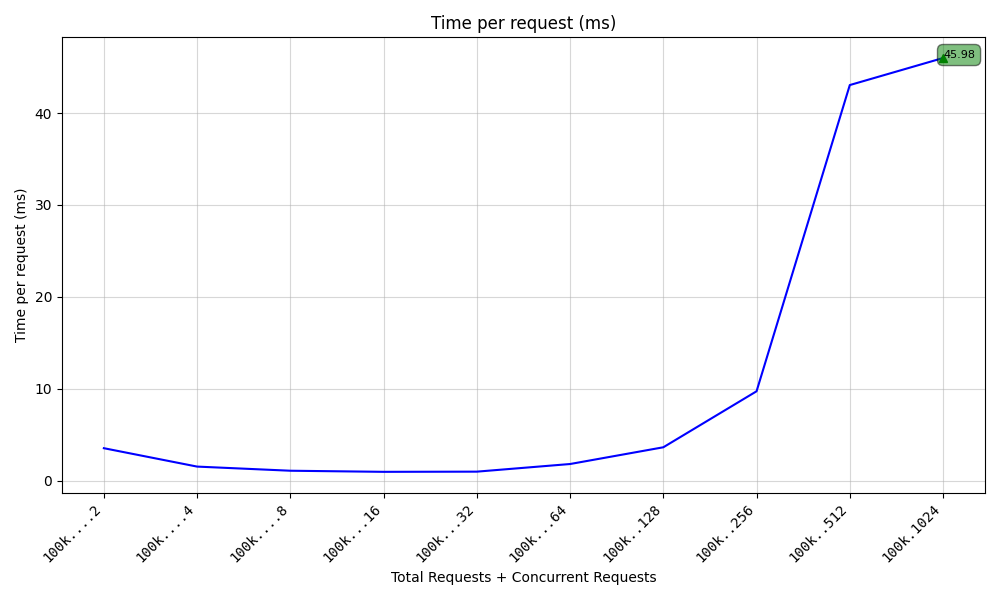 Time per request (ms)
45.98
Time per request (ms)
40
30
20
10
0
100k....2
100k....4
100k....8
100k...16
100k...32
100k...64
100k..128
100k..256
100k..512
100k.1024
Total Requests + Concurrent Requests